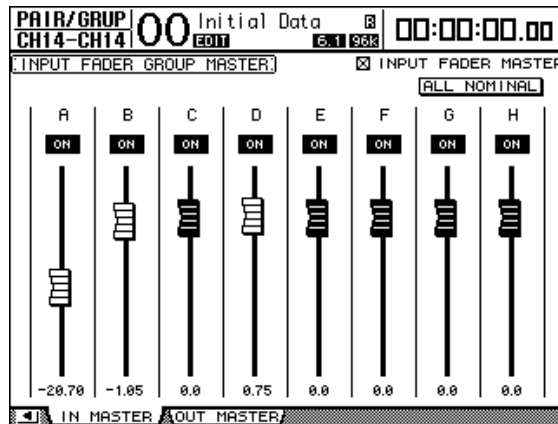 PAIR/GRUP
CH14-CH14
00 Initial Data R
EDIT 6.1 96k
00:00:00.00
INPUT FADER GROUP MASTER
INPUT FADER MASTER
ALL NOMINAL
A B C D E F G H
ON ON ON ON ON ON ON ON
-20.70 -1.05 0.0 0.75 0.0 0.0 0.0 0.0
IN MASTER OUT MASTER